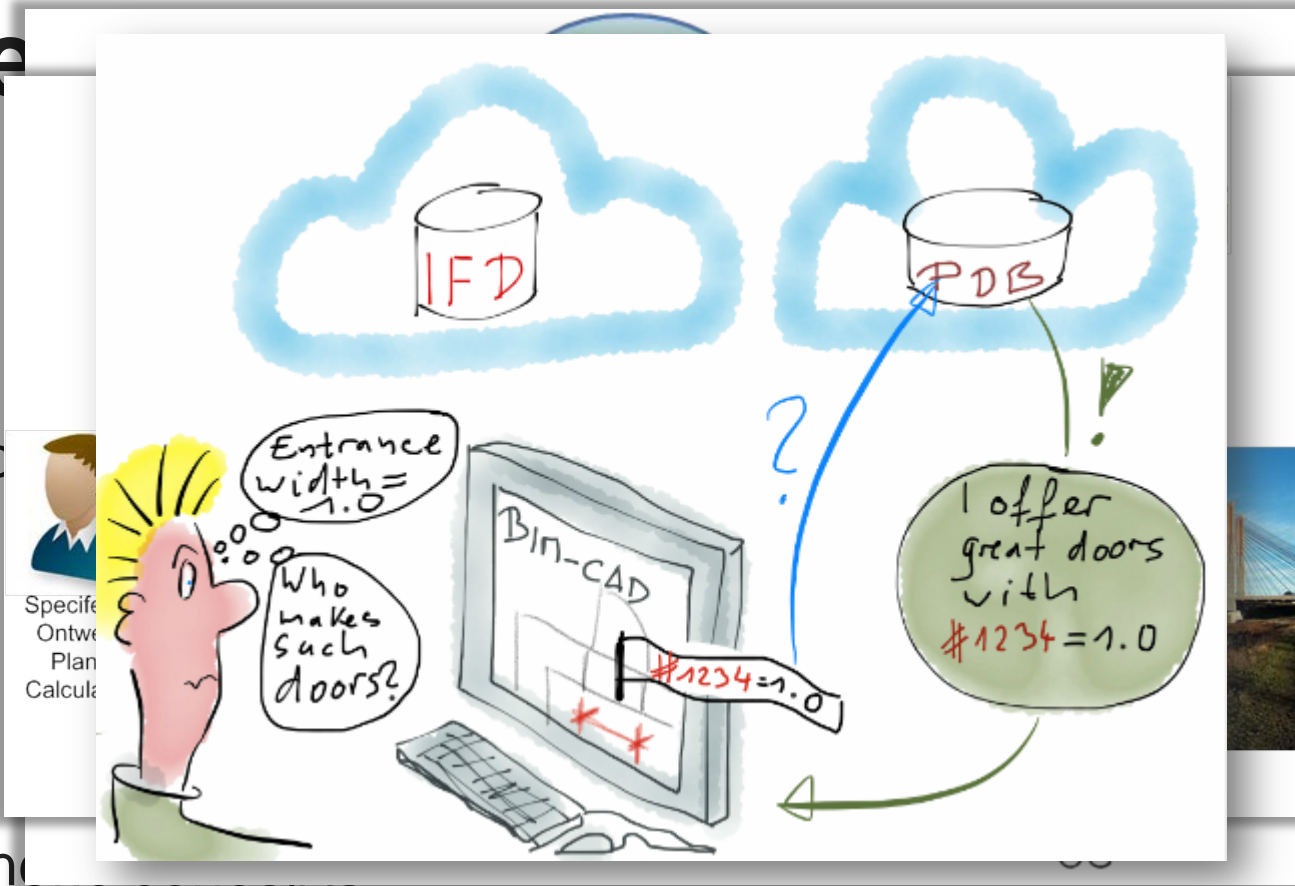 IFD
PDB
Entrance
width =
1.0
?
!
Who
makes
such
doors?
BIM-CAD
#1234=1.0
I offer
great doors
with
#1234=1.0
Specife
Ontwe
Plan
Calcula